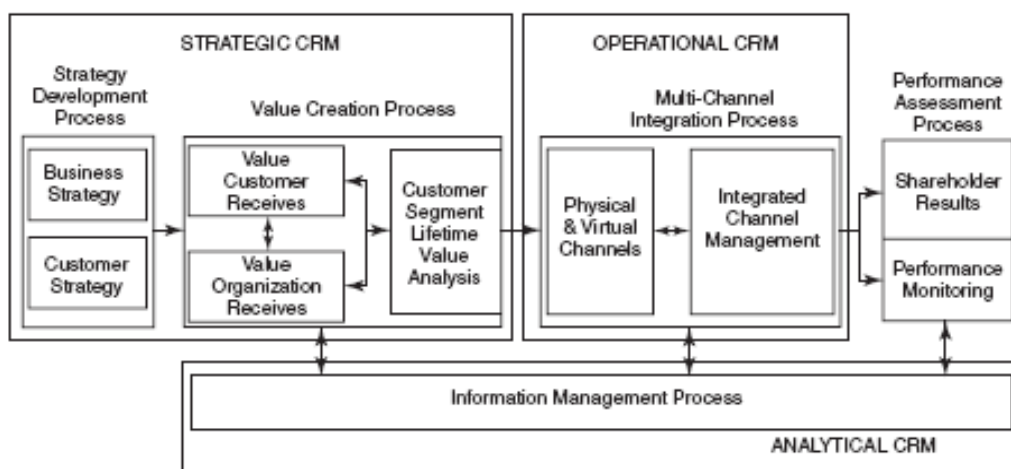 STRATEGIC CRM
Strategy
Development
Process
Business
Strategy
Customer
Strategy
Value Creation Process
Value
Customer
Receives
Value
Organization
Receives
Customer
Segment
Lifetime
Value
Analysis
OPERATIONAL CRM
Multi-Channel
Integration Process
Physical
& Virtual
Channels
Integrated
Channel
Management
Performance
Assessment
Process
Shareholder
Results
Performance
Monitoring
Information Management Process
ANALYTICAL CRM